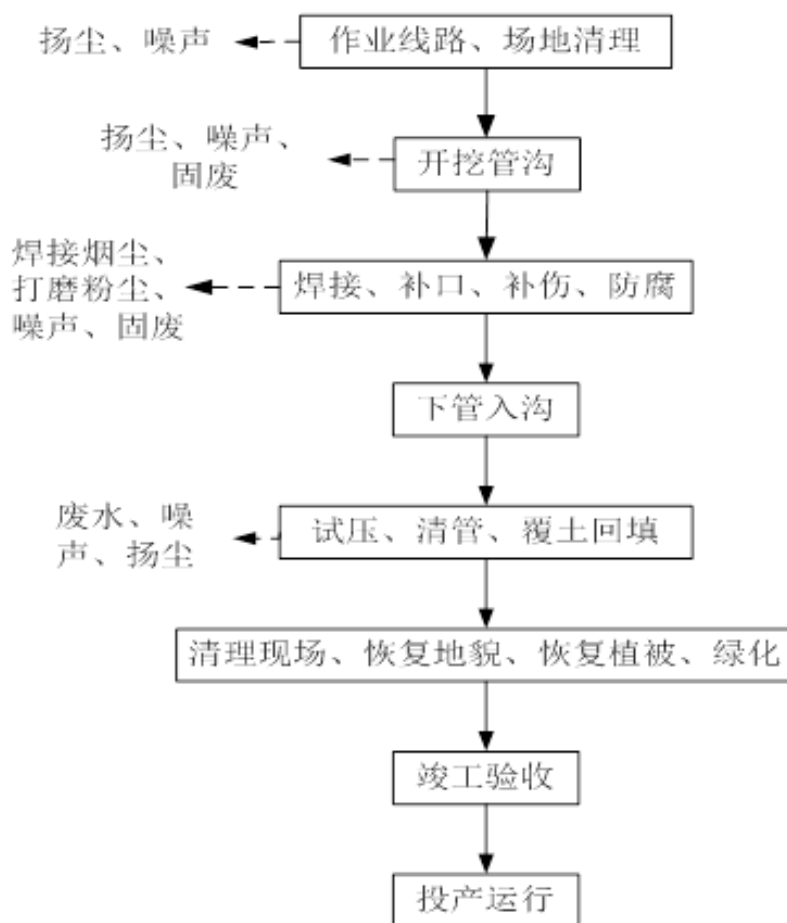 扬尘、噪声
作业线路、场地清理
扬尘、噪声、
固废
开挖管沟
焊接烟尘、
打磨粉尘、
噪声、固废
焊接、补口、补伤、防腐
下管入沟
废水、噪
声、扬尘
试压、清管、覆土回填
清理现场、恢复地貌、恢复植被、绿化
竣工验收
投产运行